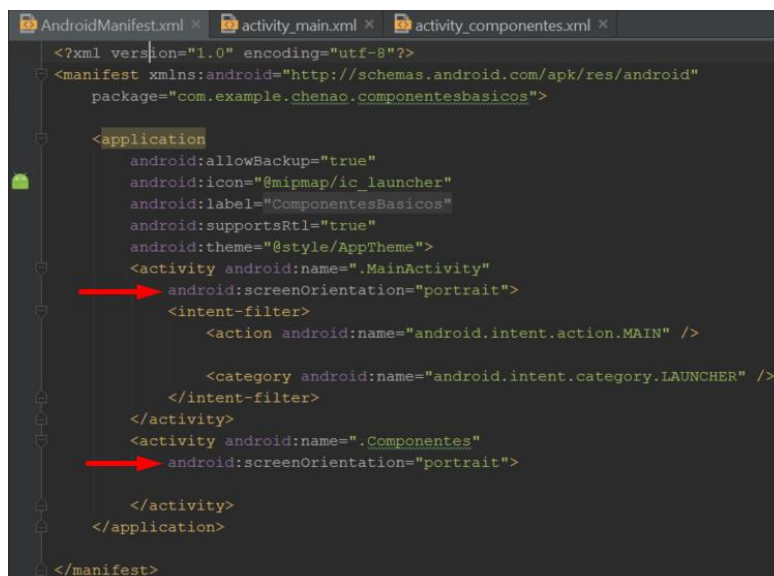 AndroidManifest.xml × activity_main.xml × activity_componentes.xml ×
<?xml version="1.0" encoding="utf-8"?>
<manifest xmlns:android="http://schemas.android.com/apk/res/android"
package="com.example.chenao.componentesbasicos">
<application
android:allowBackup="true"
android:icon="@mipmap/ic_launcher"
android:label="ComponentesBasicos"
android:supportsRtl="true"
android:theme="@style/AppTheme">
<activity android:name=".MainActivity"
android:screenOrientation="portrait">
<intent-filter>
<action android:name="android.intent.action.MAIN" />
<category android:name="android.intent.category.LAUNCHER" />
</intent-filter>
</activity>
<activity android:name=".Componentes"
android:screenOrientation="portrait">
</activity>
</application>
</manifest>